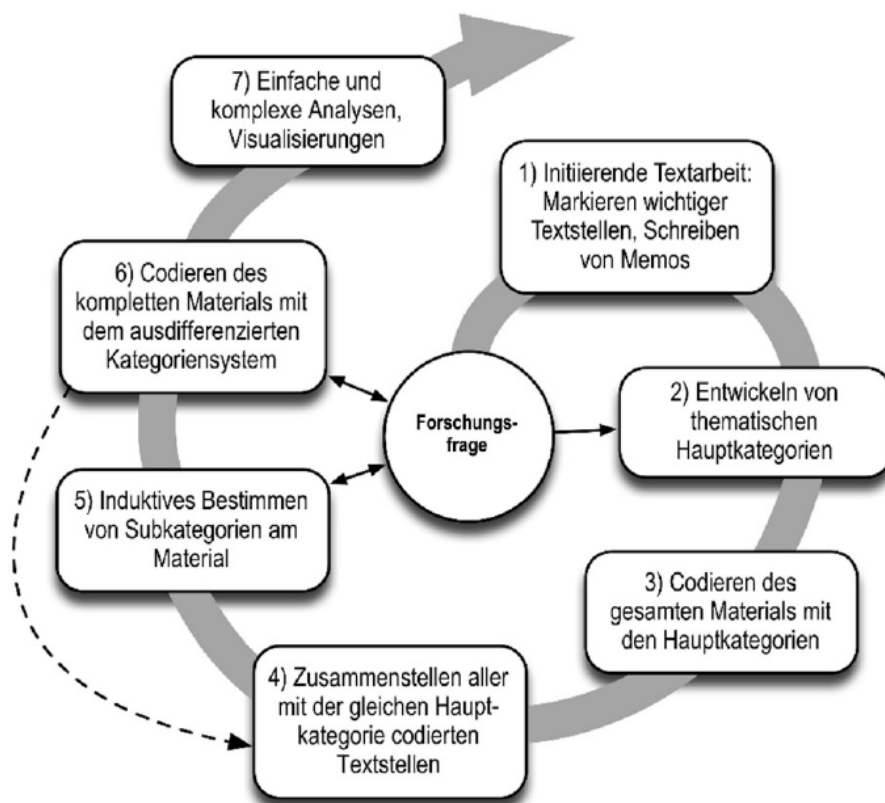 7) Einfache und
komplexe Analysen,
Visualisierungen
1) Initiierende Textarbeit:
Markieren wichtiger
Textstellen, Schreiben
von Memos
6) Codieren des
kompletten Materials mit
dem ausdifferenzierten
Kategoriensystem
Forschungs-
frage
2) Entwickeln von
thematischen
Hauptkategorien
5) Induktives Bestimmen
von Subkategorien am
Material
3) Codieren des
gesamten Materials mit
den Hauptkategorien
4) Zusammenstellen aller
mit der gleichen Haupt-
kategorie codierten
Textstellen